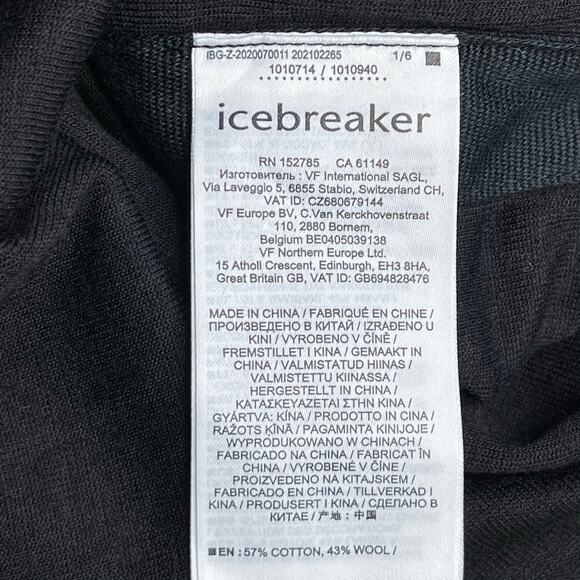 IBG-Z-2020070011 202102265 1/6
1010714 / 1010940
icebreaker
RN 152785 CA 61149
Изготовитель : VF International SAGL,
Via Laveggio 5, 6855 Stabio, Switzerland CH,
VAT ID: CZ680679144
VF Europe BV, C.Van Kerckhovenstraat
110, 2880 Bornem,
Belgium BE0405039138
VF Northern Europe Ltd.
15 Atholl Crescent, Edinburgh, EH3 8HA,
Great Britain GB, VAT ID: GB694828476
MADE IN CHINA / FABRIQUÉ EN CHINE /
ПРОИЗВЕДЕНО В КИТАЙ / IZRAĐENO U
KINI / VYROBENO V ČÍNĚ /
FREMSTILLET I KINA / GEMAAKT IN
CHINA / VALMISTATUD HIINAS /
VALMISTETTU KIINASSA /
HERGESTELLT IN CHINA /
ΚΑΤΑΣΚΕΥΑΖΕΤΑΙ ΣΤΗΝ ΚΙΝΑ /
GYÁRTVA: KÍNA / PRODOTTO IN CINA /
RAŽOTS ĶĪNĀ / PAGAMINTA KINIJOJE /
WYPRODUKOWANO W CHINACH /
FABRICADO NA CHINA / FABRICAT ÎN
CHINA / VYROBENÉ V ČÍNE /
PROIZVEDENO NA KITAJSKEM /
FABRICADO EN CHINA / TILLVERKAD I
KINA / PRODUSERT I KINA / СДЕЛАНО В
КИТАЕ / 产地 : 中国
EN : 57% COTTON, 43% WOOL /